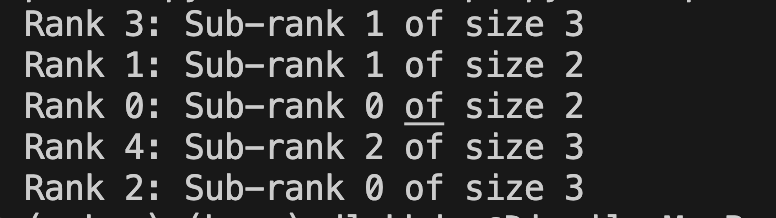 Rank 3: Sub-rank 1 of size 3
Rank 1: Sub-rank 1 of size 2
Rank 0: Sub-rank 0 of size 2
Rank 4: Sub-rank 2 of size 3
Rank 2: Sub-rank 0 of size 3